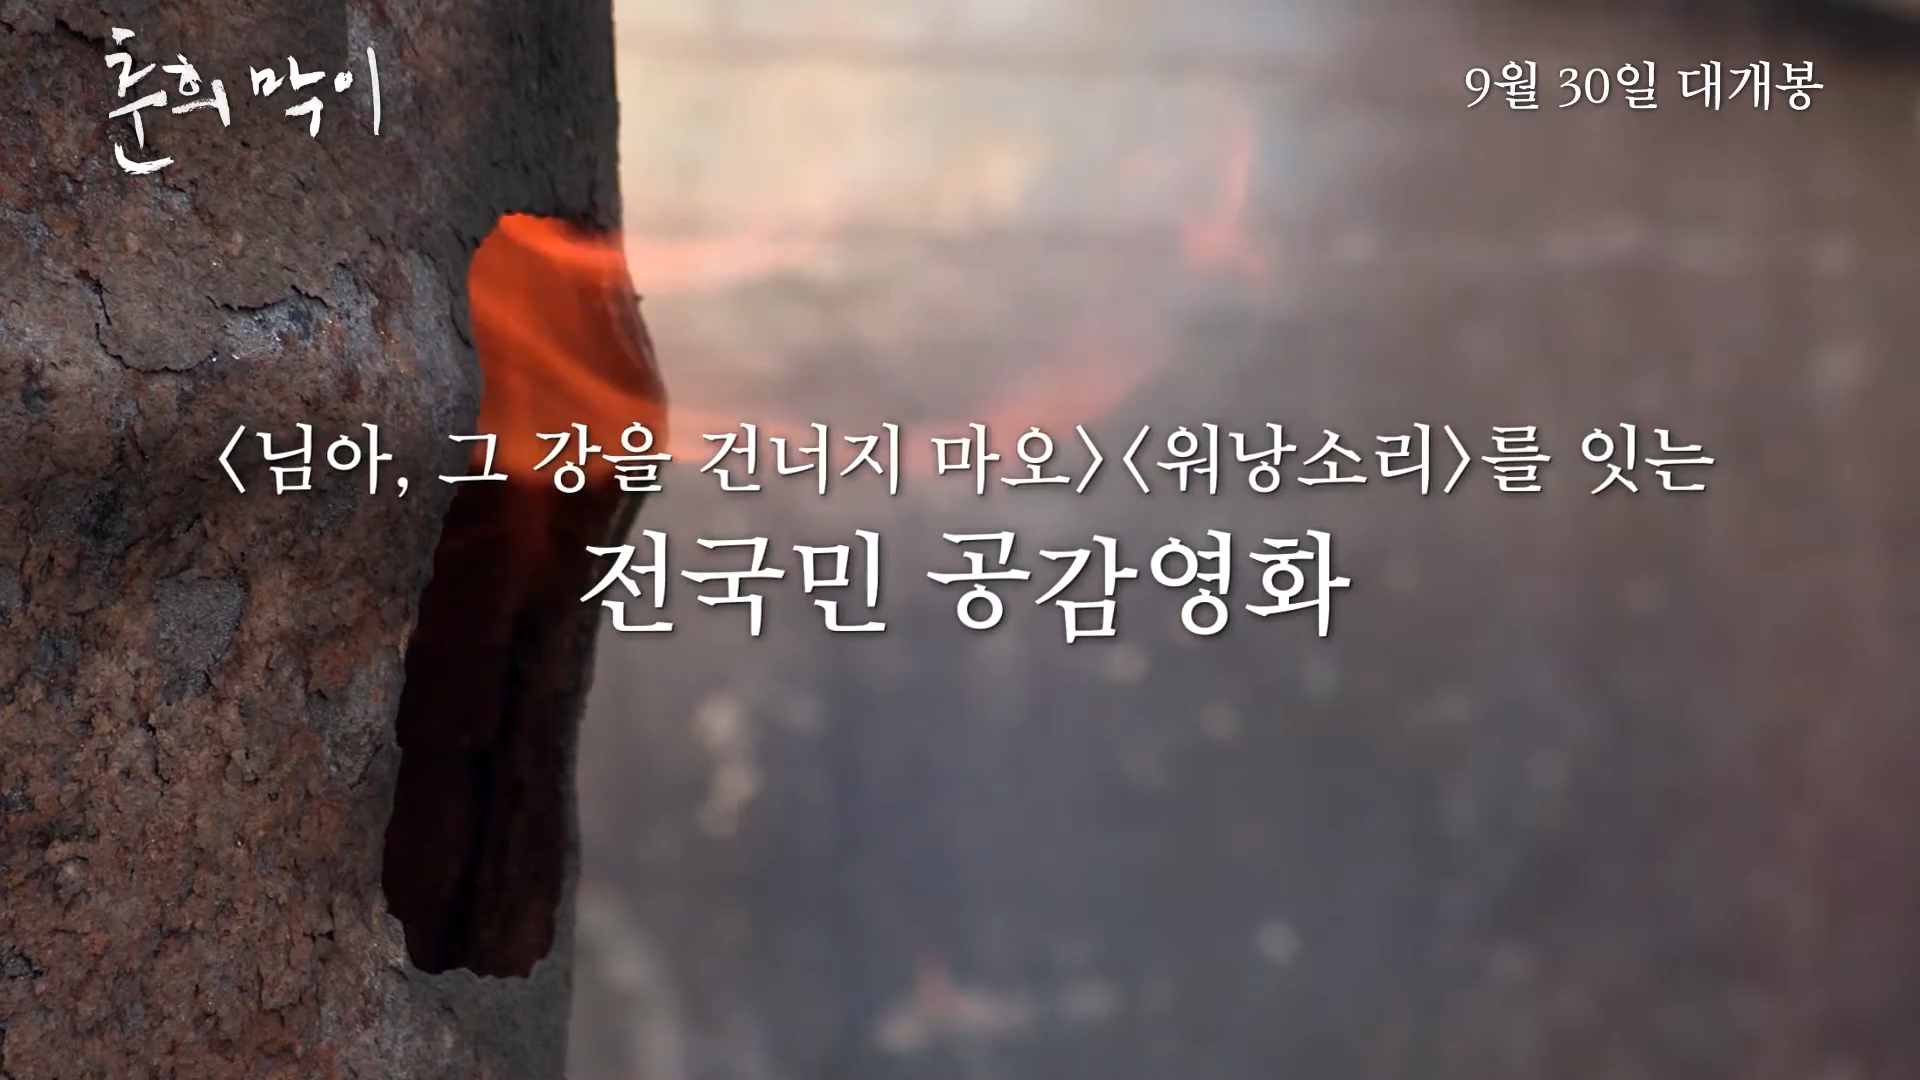 춘희막이
9월 30일 대개봉
<님아, 그 강을 건너지 마오><워낭소리>를 잇는
전국민 공감영화